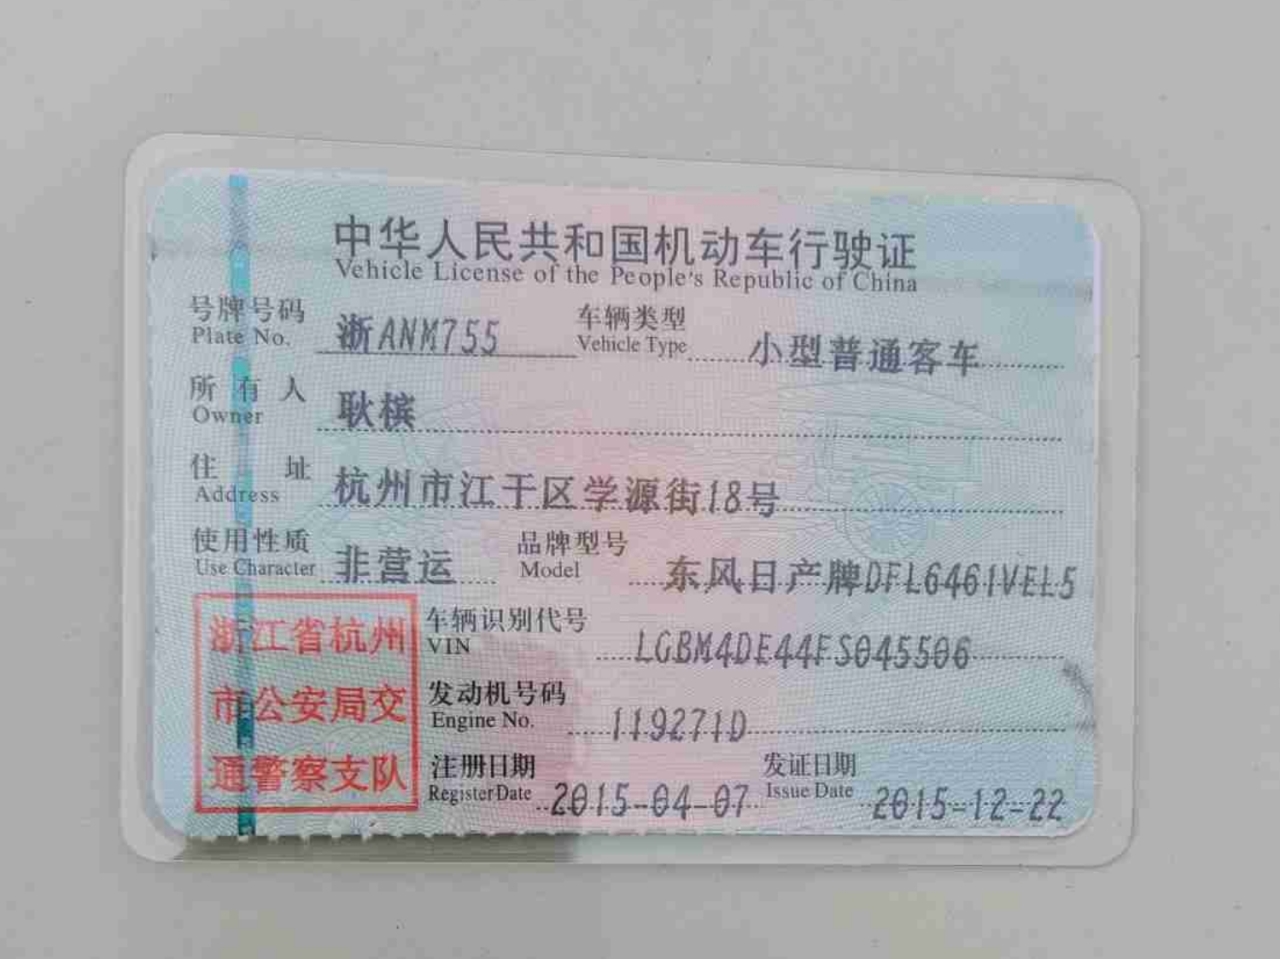 中华人民共和国机动车行驶证
Vehicle License of the People's Republic of China
号牌号码 浙ANM755 车辆类型 小型普通客车
Plate No. Vehicle Type
所有人 耿槟
Owner
住址 杭州市江干区学源街18号
Address
使用性质 非营运 品牌型号 东风日产牌DFL6461VEL5
Use Character Model
浙江省杭州
市公安局交
通警察支队
车辆识别代号 LGBM4DE44FS045506
VIN
发动机号码 119271D
Engine No.
注册日期 2015-04-07 发证日期 2015-12-22
Register Date Issue Date